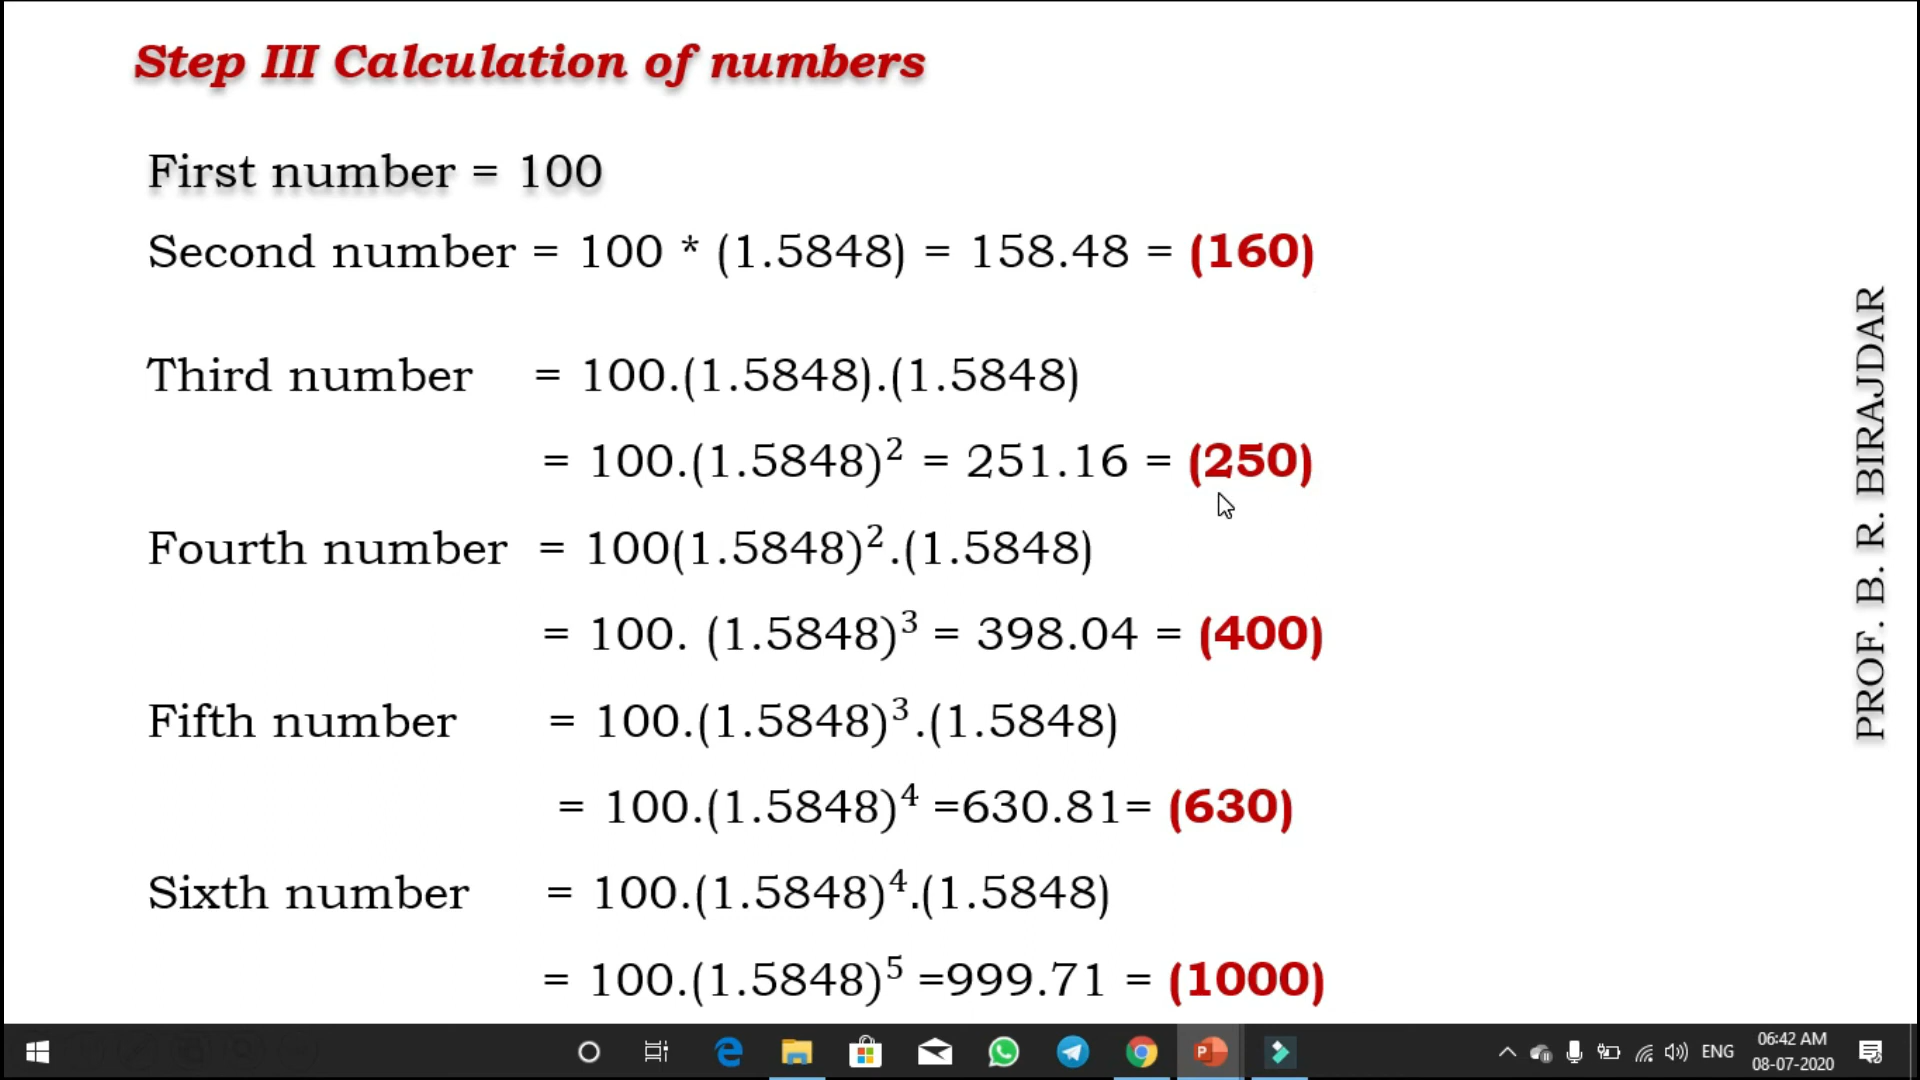 Step III Calculation of numbers
First number = 100
Second number = 100 * (1.5848) = 158.48 = (160)
Third number = 100.(1.5848).(1.5848)
= 100.(1.5848)² = 251.16 = (250)
Fourth number = 100(1.5848)².(1.5848)
= 100. (1.5848)³ = 398.04 = (400)
Fifth number = 100.(1.5848)³.(1.5848)
= 100.(1.5848)⁴ =630.81= (630)
Sixth number = 100.(1.5848)⁴.(1.5848)
= 100.(1.5848)⁵ =999.71 = (1000)
PROF. B. R. BIRAJDAR
ENG
06:42 AM
08-07-2020